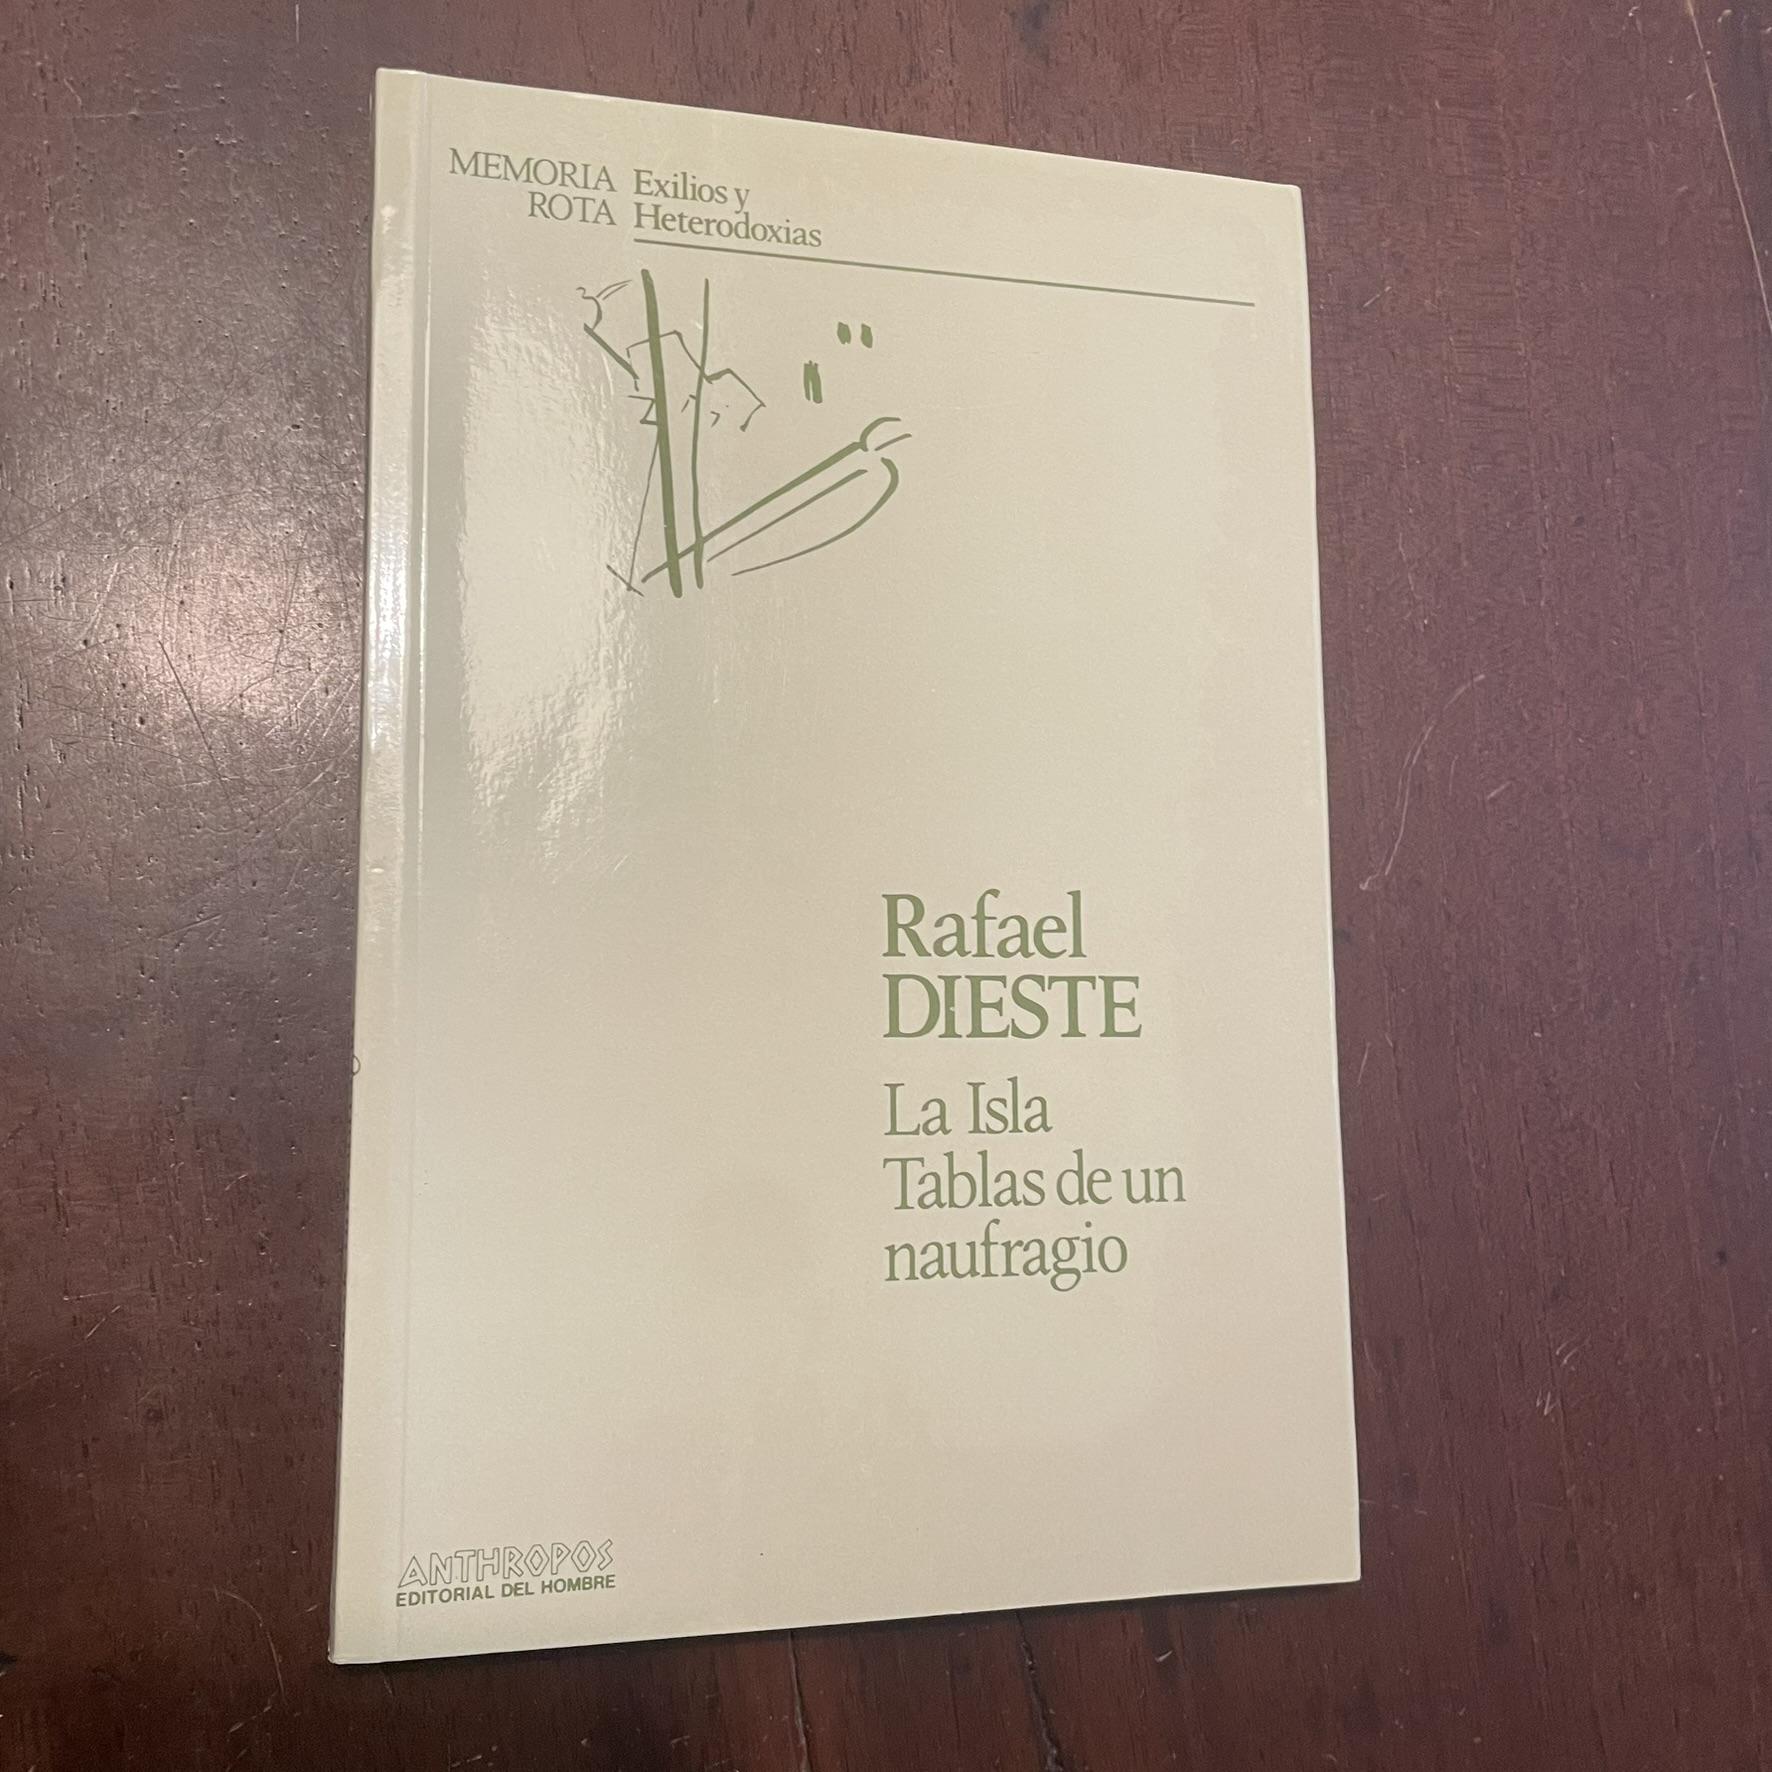 MEMORIA
ROTA
Exilios y
Heterodoxias
Rafael
DIESTE
La Isla
Tablas de un
naufragio
ANTHROPOS
EDITORIAL DEL HOMBRE